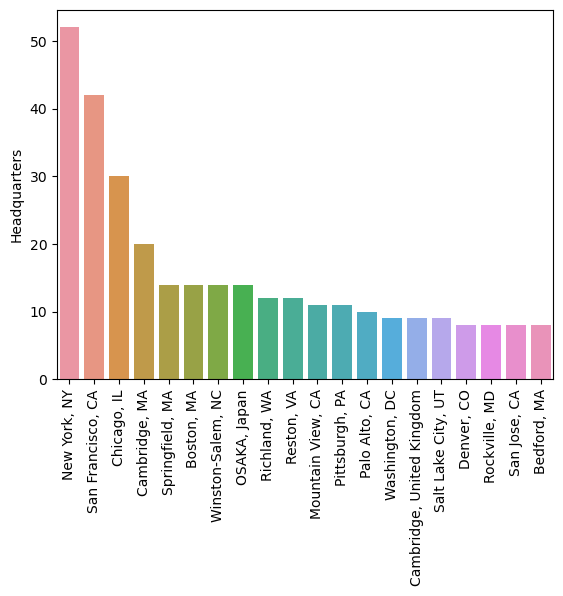 50
40
30
20
10
0
Headquarters
New York, NY
San Francisco, CA
Chicago, IL
Cambridge, MA
Springfield, MA
Boston, MA
Winston-Salem, NC
OSAKA, Japan
Richland, WA
Reston, VA
Mountain View, CA
Pittsburgh, PA
Palo Alto, CA
Washington, DC
Cambridge, United Kingdom
Salt Lake City, UT
Denver, CO
Rockville, MD
San Jose, CA
Bedford, MA